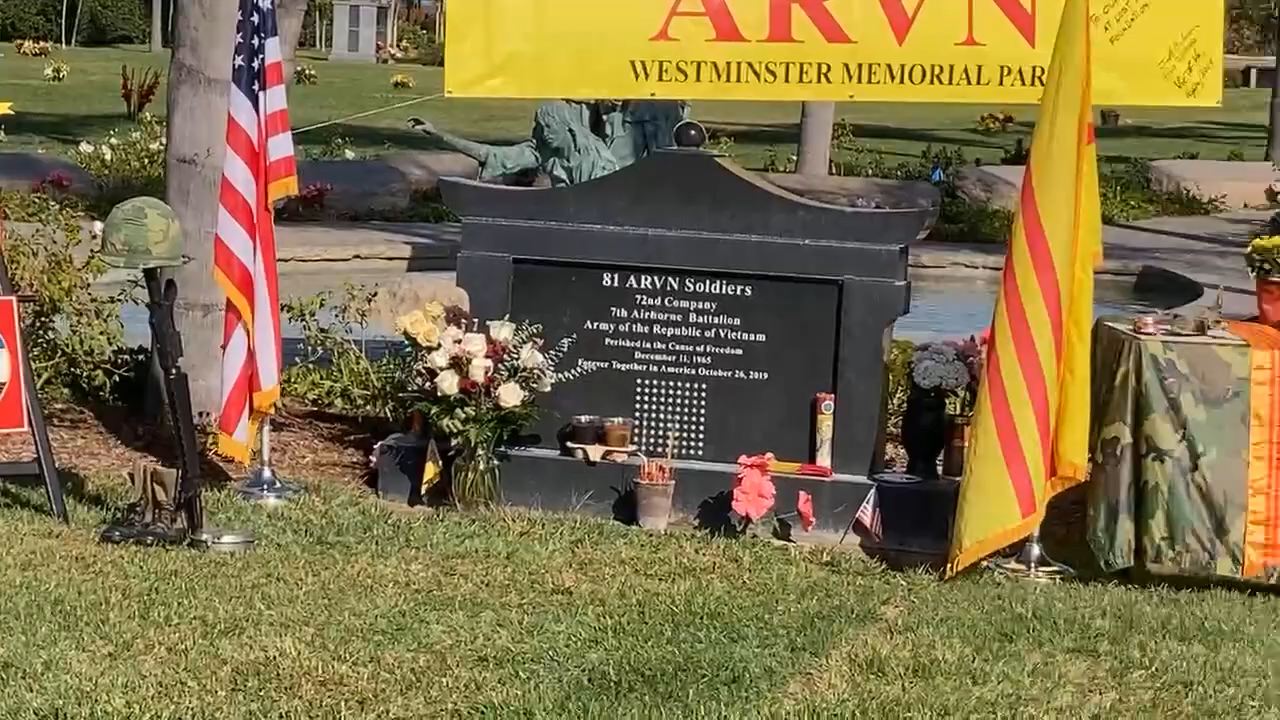 ARVN
WESTMINSTER MEMORIAL PAR
81 ARVN Soldiers
72nd Company
7th Airborne Battalion
Army of the Republic of Vietnam
Perished in the Cause of Freedom
December 11, 1965
Forever Together in America October 26, 2019